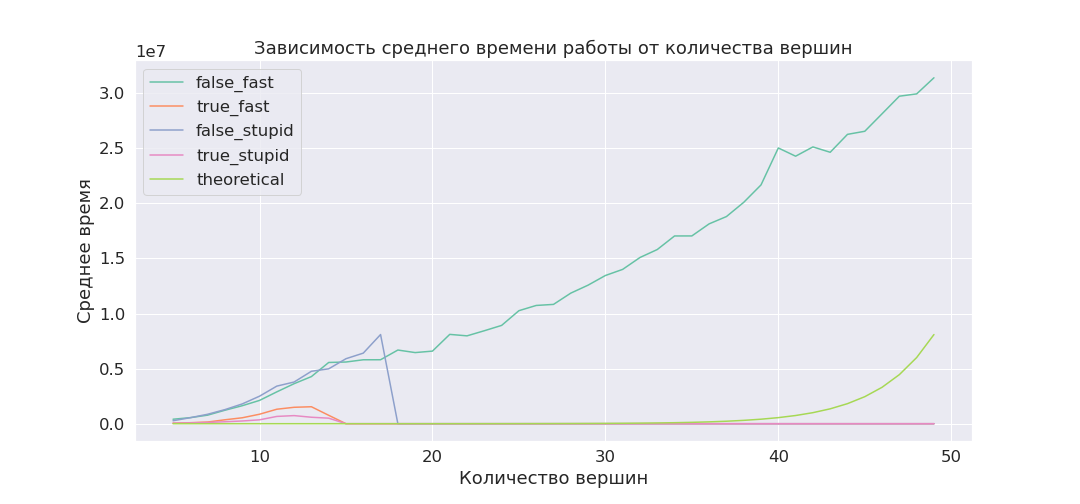 Зависимость среднего времени работы от количества вершин
1e7
3.0
2.5
2.0
1.5
1.0
0.5
0.0
Среднее время
false_fast
true_fast
false_stupid
true_stupid
theoretical
10
20
30
40
50
Количество вершин